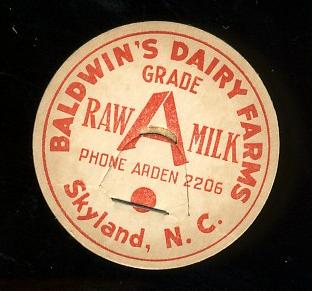 BALDWIN'S DAIRY FARMS
GRADE
A
RAW MILK
PHONE ARDEN 2206
Skyland, N. C.